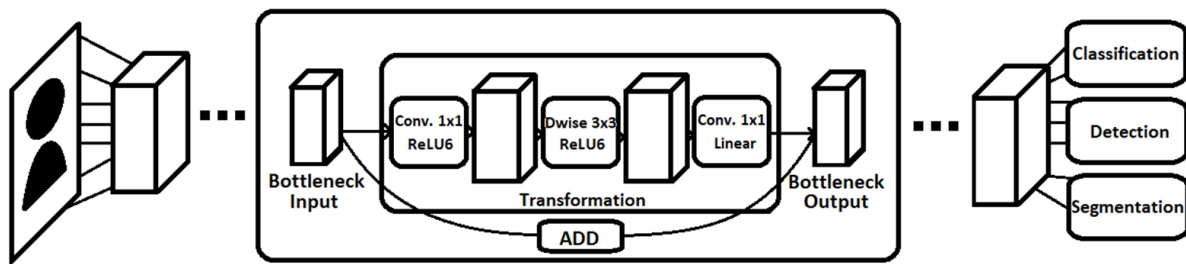 Conv. 1x1
ReLU6
Dwise 3x3
ReLU6
Conv. 1x1
Linear
Bottleneck
Input
Transformation
Bottleneck
Output
ADD
Classification
Detection
Segmentation